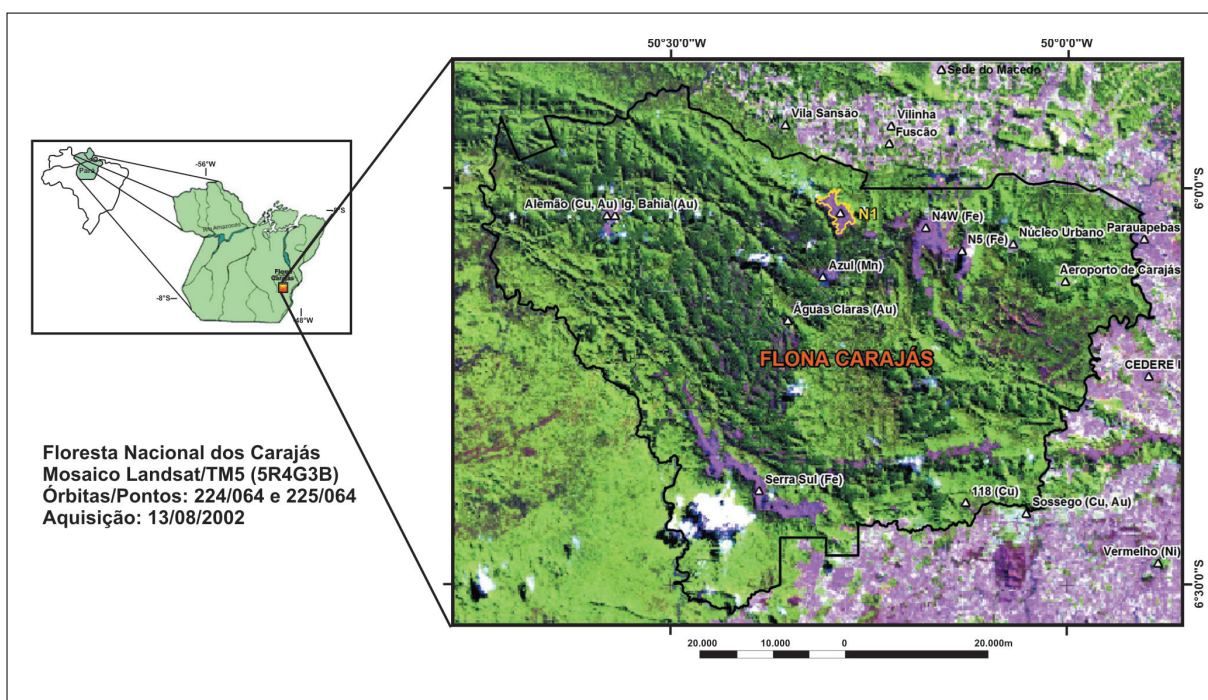 50°30'0"W
50°0'0"W
Sede do Macedo
Vila Sansão
Vilinha
Fuscão
6°0'0"S
-56°W
Pará
Rio Amazonas
Flona
Carajás
-8°S
-48°W
Alemão (Cu, Au)
Ig. Bahia (Au)
N1
N4W (Fe)
N5 (Fe)
Núcleo Urbano
Parauapebas
Azul (Mn)
Aeroporto de Carajás
Águas Claras (Au)
FLONA CARAJÁS
CEDERE I
Serra Sul (Fe)
118 (Cu)
Sossego (Cu, Au)
Vermelho (Ni)
6°30'0"S
Floresta Nacional dos Carajás
Mosaico Landsat/TM5 (5R4G3B)
Órbitas/Pontos: 224/064 e 225/064
Aquisição: 13/08/2002
20.000
10.000
0
20.000m